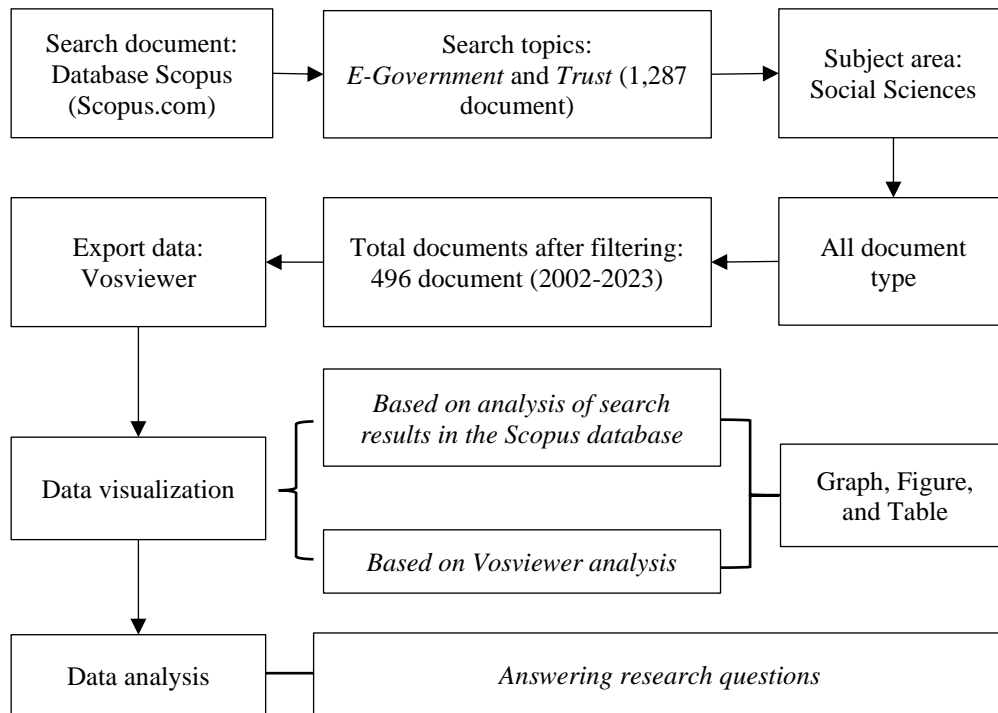 Search document:
Database Scopus
(Scopus.com)
Search topics:
E-Government and Trust (1,287
document)
Subject area:
Social Sciences
Export data:
Vosviewer
Total documents after filtering:
496 document (2002-2023)
All document
type
Based on analysis of search
results in the Scopus database
Data visualization
Graph, Figure,
and Table
Based on Vosviewer analysis
Data analysis
Answering research questions